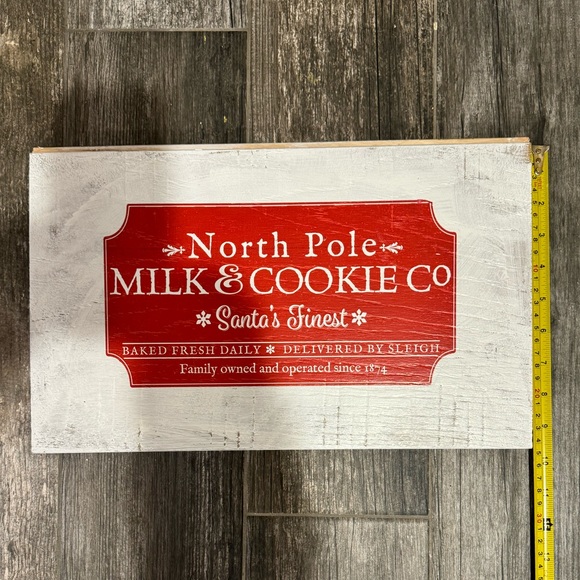 North Pole
MILK & COOKIE CO
* Santa's Finest *
BAKED FRESH DAILY * DELIVERED BY SLEIGH
Family owned and operated since 1874